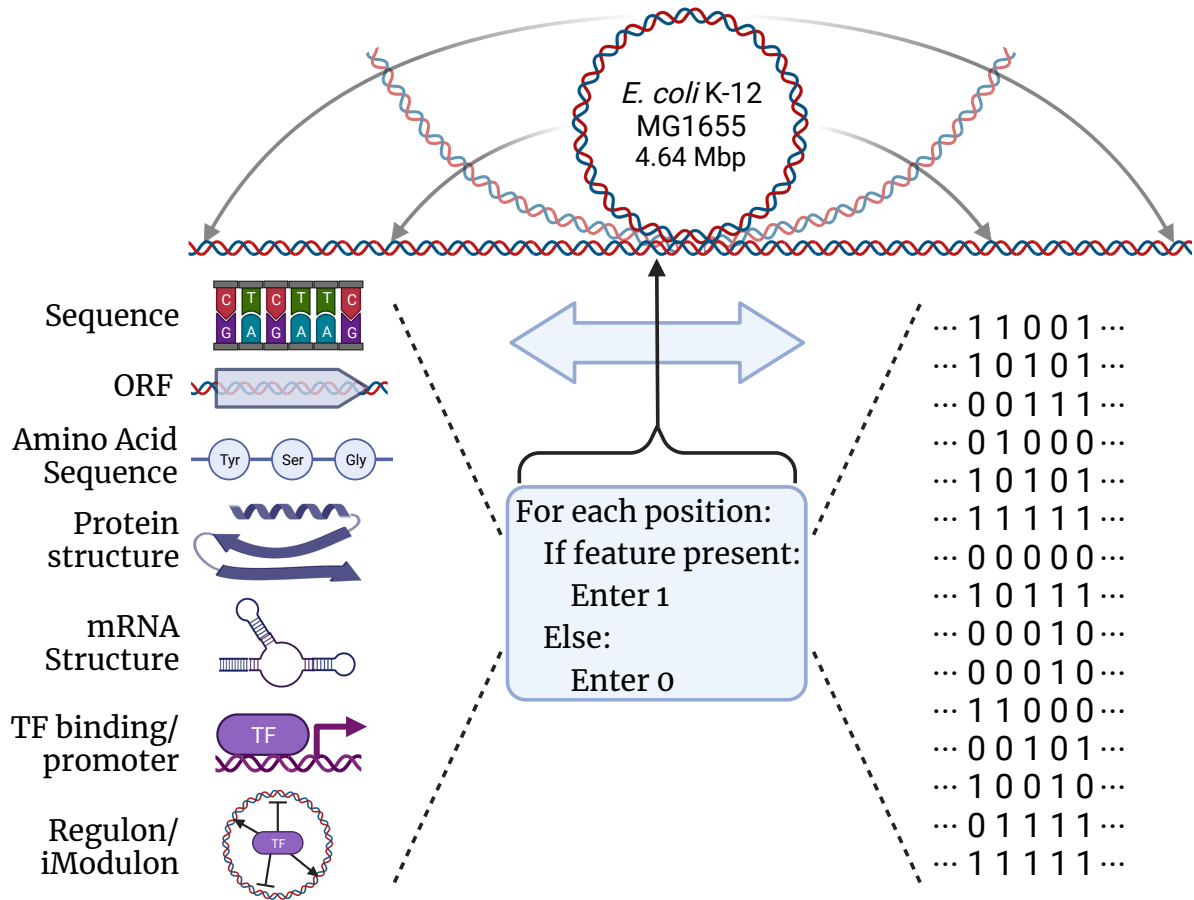 E. coli K-12
MG1655
4.64 Mbp
Sequence
C T C T T C
G A G A A G
ORF
Amino Acid
Sequence
Tyr Ser Gly
Protein
structure
mRNA
Structure
TF binding/
promoter
TF
Regulon/
iModulon
TF
For each position:
If feature present:
Enter 1
Else:
Enter 0
··· 1 1 0 0 1 ···
··· 1 0 1 0 1 ···
··· 0 0 1 1 1 ···
··· 0 1 0 0 0 ···
··· 1 0 1 0 1 ···
··· 1 1 1 1 1 ···
··· 0 0 0 0 0 ···
··· 1 0 1 1 1 ···
··· 0 0 0 1 0 ···
··· 0 0 0 1 0 ···
··· 1 1 0 0 0 ···
··· 0 0 1 0 1 ···
··· 1 0 0 1 0 ···
··· 0 1 1 1 1 ···
··· 1 1 1 1 1 ···